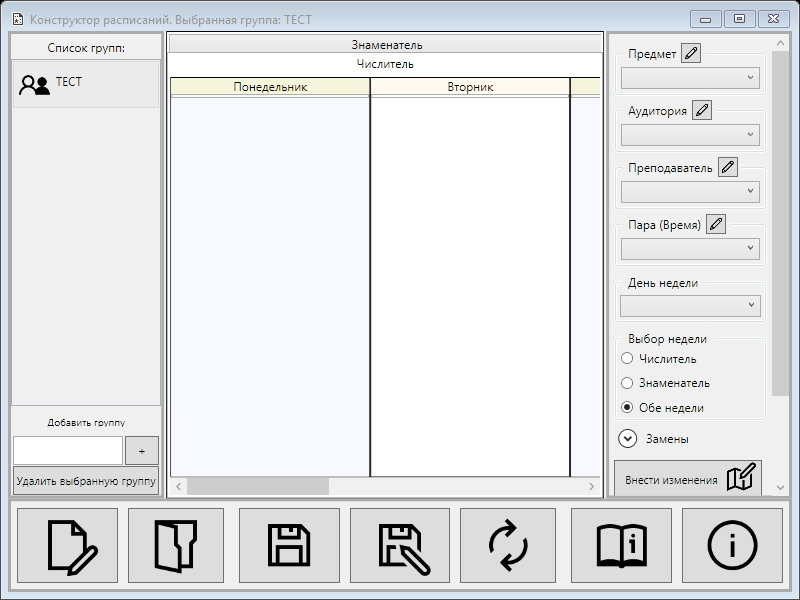 Конструктор расписаний. Выбранная группа: ТЕСТ
Список групп:
ТЕСТ
Добавить группу
+
Удалить выбранную группу
Знаменатель
Числитель
Понедельник
Вторник
Предмет
Аудитория
Преподаватель
Пара (Время)
День недели
Выбор недели
Числитель
Знаменатель
Обе недели
Замены
Внести изменения